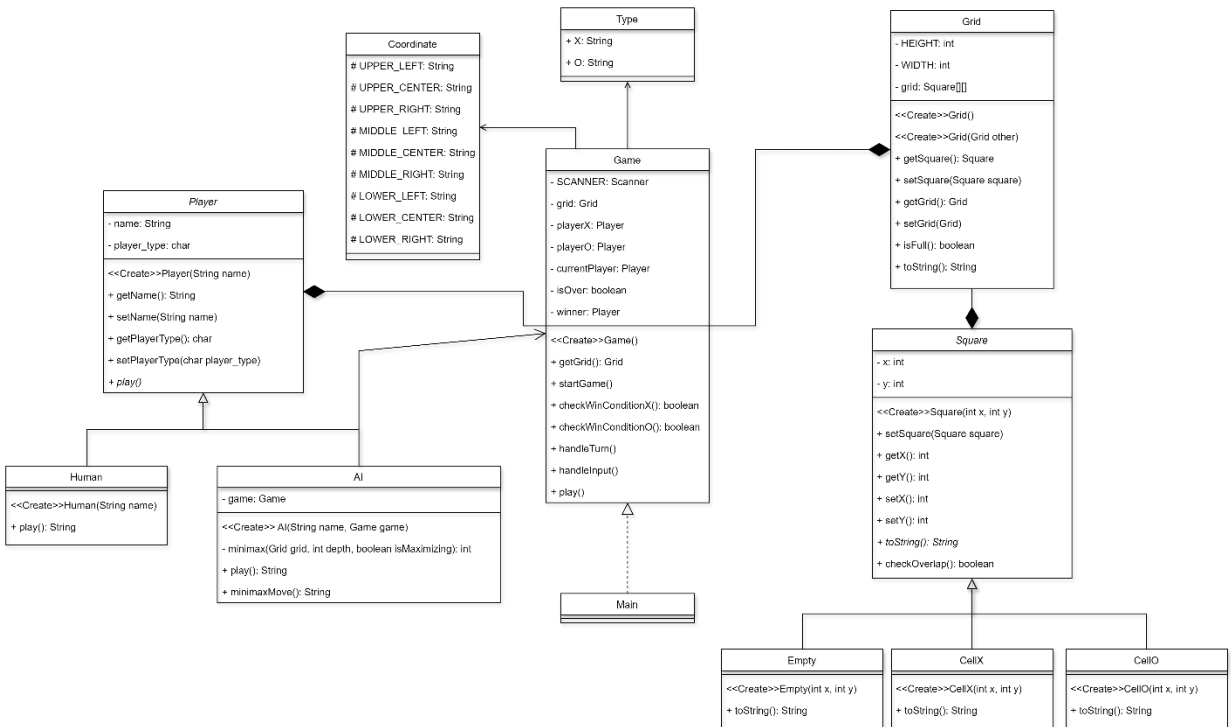 Type
+ X: String
+ O: String
Coordinate
# UPPER_LEFT: String
# UPPER_CENTER: String
# UPPER_RIGHT: String
# MIDDLE_LEFT: String
# MIDDLE_CENTER: String
# MIDDLE_RIGHT: String
# LOWER_LEFT: String
# LOWER_CENTER: String
# LOWER_RIGHT: String
Grid
- HEIGHT: int
- WIDTH: int
- grid: Square[][]
<<Create>>Grid()
<<Create>>Grid(Grid other)
+ getSquare(): Square
+ setSquare(Square square)
+ getGrid(): Grid
+ setGrid(Grid)
+ isFull(): boolean
+ toString(): String
Game
- SCANNER: Scanner
- grid: Grid
- playerX: Player
- playerO: Player
- currentPlayer: Player
- isOver: boolean
- winner: Player
<<Create>>Game()
+ getGrid(): Grid
+ startGame()
+ checkWinConditionX(): boolean
+ checkWinConditionO(): boolean
+ handleTurn()
+ handleInput()
+ play()
Player
- name: String
- player_type: char
<<Create>>Player(String name)
+ getName(): String
+ setName(String name)
+ getPlayerType(): char
+ setPlayerType(char player_type)
+ play()
Square
- x: int
- y: int
<<Create>>Square(int x, int y)
+ setSquare(Square square)
+ getX(): int
+ getY(): int
+ setX(): int
+ setY(): int
+ toString(): String
+ checkOverlap(): boolean
Human
<<Create>>Human(String name)
+ play(): String
AI
- game: Game
<<Create>> AI(String name, Game game)
- minimax(Grid grid, int depth, boolean isMaximizing): int
+ play(): String
+ minimaxMove(): String
Main
Empty
<<Create>>Empty(int x, int y)
+ toString(): String
CellX
<<Create>>CellX(int x, int y)
+ toString(): String
CellO
<<Create>>CellO(int x, int y)
+ toString(): String